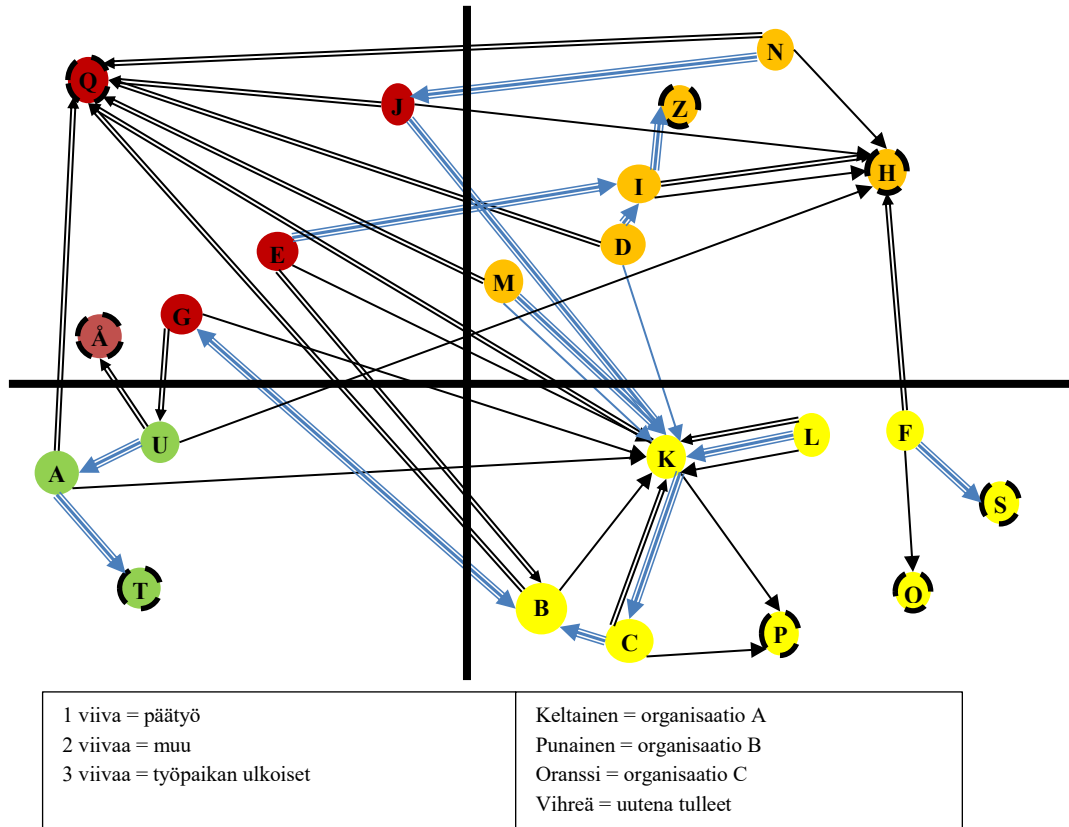 N
Q
J
Z
H
I
D
E
M
G
Å
L
F
U
K
A
S
T
O
B
P
C
1 viiva = päätyö
2 viivaa = muu
3 viivaa = työpaikan ulkoiset
Keltainen = organisaatio A
Punainen = organisaatio B
Oranssi = organisaatio C
Vihreä = uutena tulleet